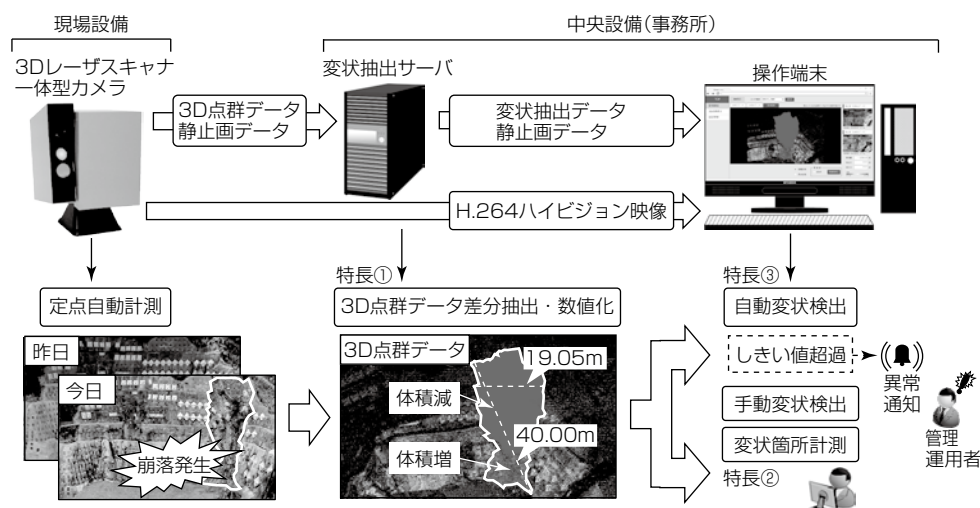 現場設備
中央設備(事務所)
3Dレーザスキャナ
一体型カメラ
変状抽出サーバ
操作端末
3D点群データ
静止画データ
変状抽出データ
静止画データ
H.264ハイビジョン映像
定点自動計測
特長①
3D点群データ差分抽出・数値化
特長③
自動変状検出
昨日
今日
崩落発生
3D点群データ
19.05m
体積減
40.00m
体積増
しきい値超過
異常
通知
手動変状検出
変状箇所計測
特長②
管理
運用者